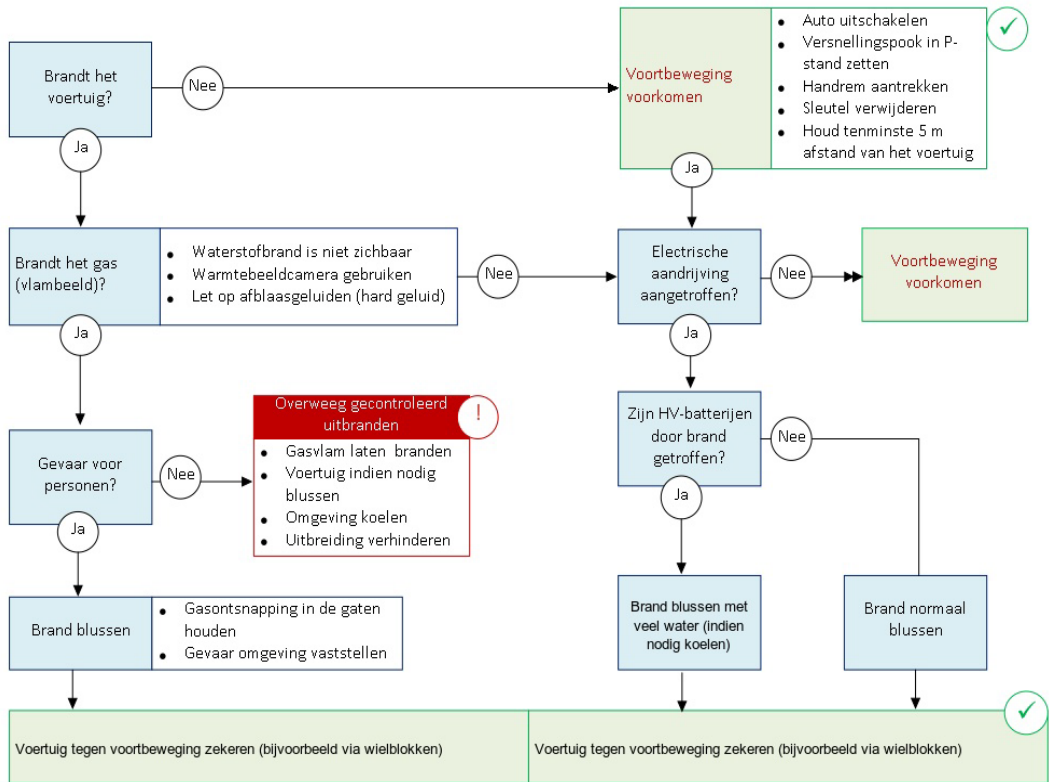 Brandt het
voertuig?
Nee
Voortbeweging
voorkomen
• Auto uitschakelen
• Versnellingspook in P-
stand zetten
• Handrem aantrekken
• Sleutel verwijderen
• Houd tenminste 5 m
afstand van het voertuig
✓
Ja
Ja
Brandt het gas
(vlambeeld)?
• Waterstofbrand is niet zichbaar
• Warmtebeeldcamera gebruiken
• Let op afblaasgeluiden (hard geluid)
Nee
Electrische
aandrijving
aangetroffen?
Nee
Voortbeweging
voorkomen
Ja
Ja
Gevaar voor
personen?
Nee
Overweeg gecontroleerd
uitbranden
!
• Gasvlam laten branden
• Voertuig indien nodig
blussen
• Omgeving koelen
• Uitbreiding verhinderen
Zijn HV-batterijen
door brand
getroffen?
Nee
Ja
Ja
Brand blussen
• Gasontsnapping in de gaten
houden
• Gevaar omgeving vaststellen
Brand blussen met
veel water (indien
nodig koelen)
Brand normaal
blussen
Voertuig tegen voortbeweging zekeren (bijvoorbeeld via wielblokken)
Voertuig tegen voortbeweging zekeren (bijvoorbeeld via wielblokken)
✓